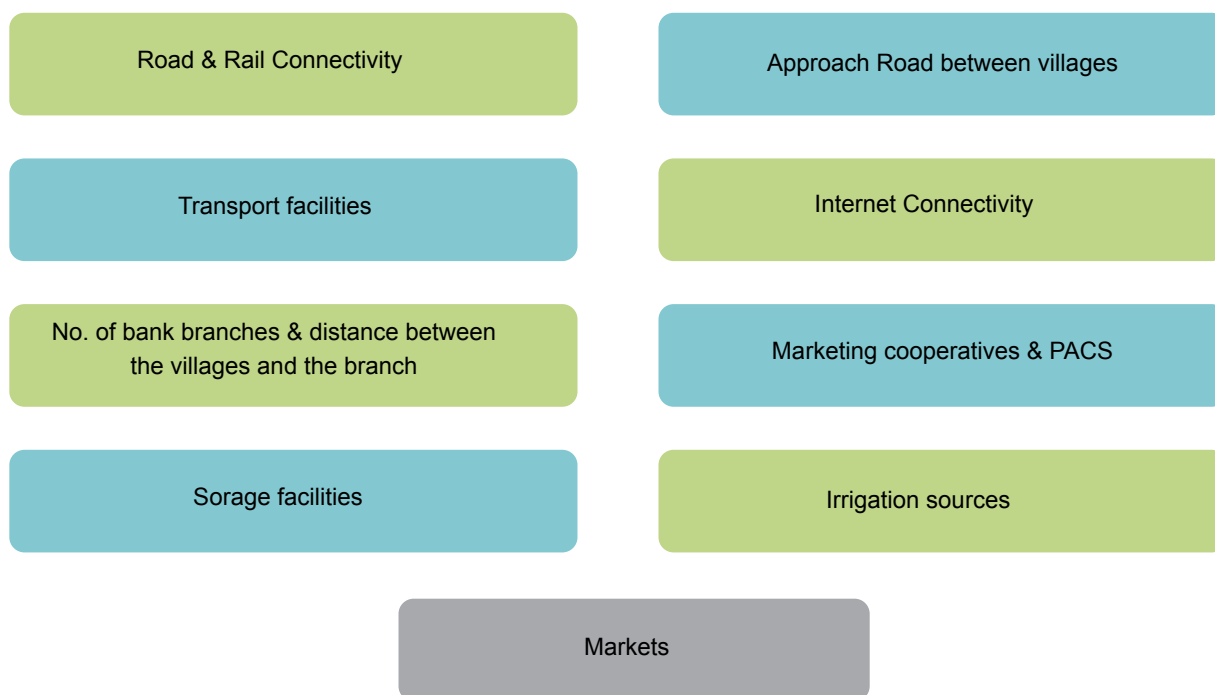 Road & Rail Connectivity
Approach Road between villages
Transport facilities
Internet Connectivity
No. of bank branches & distance between
the villages and the branch
Marketing cooperatives & PACS
Sorage facilities
Irrigation sources
Markets